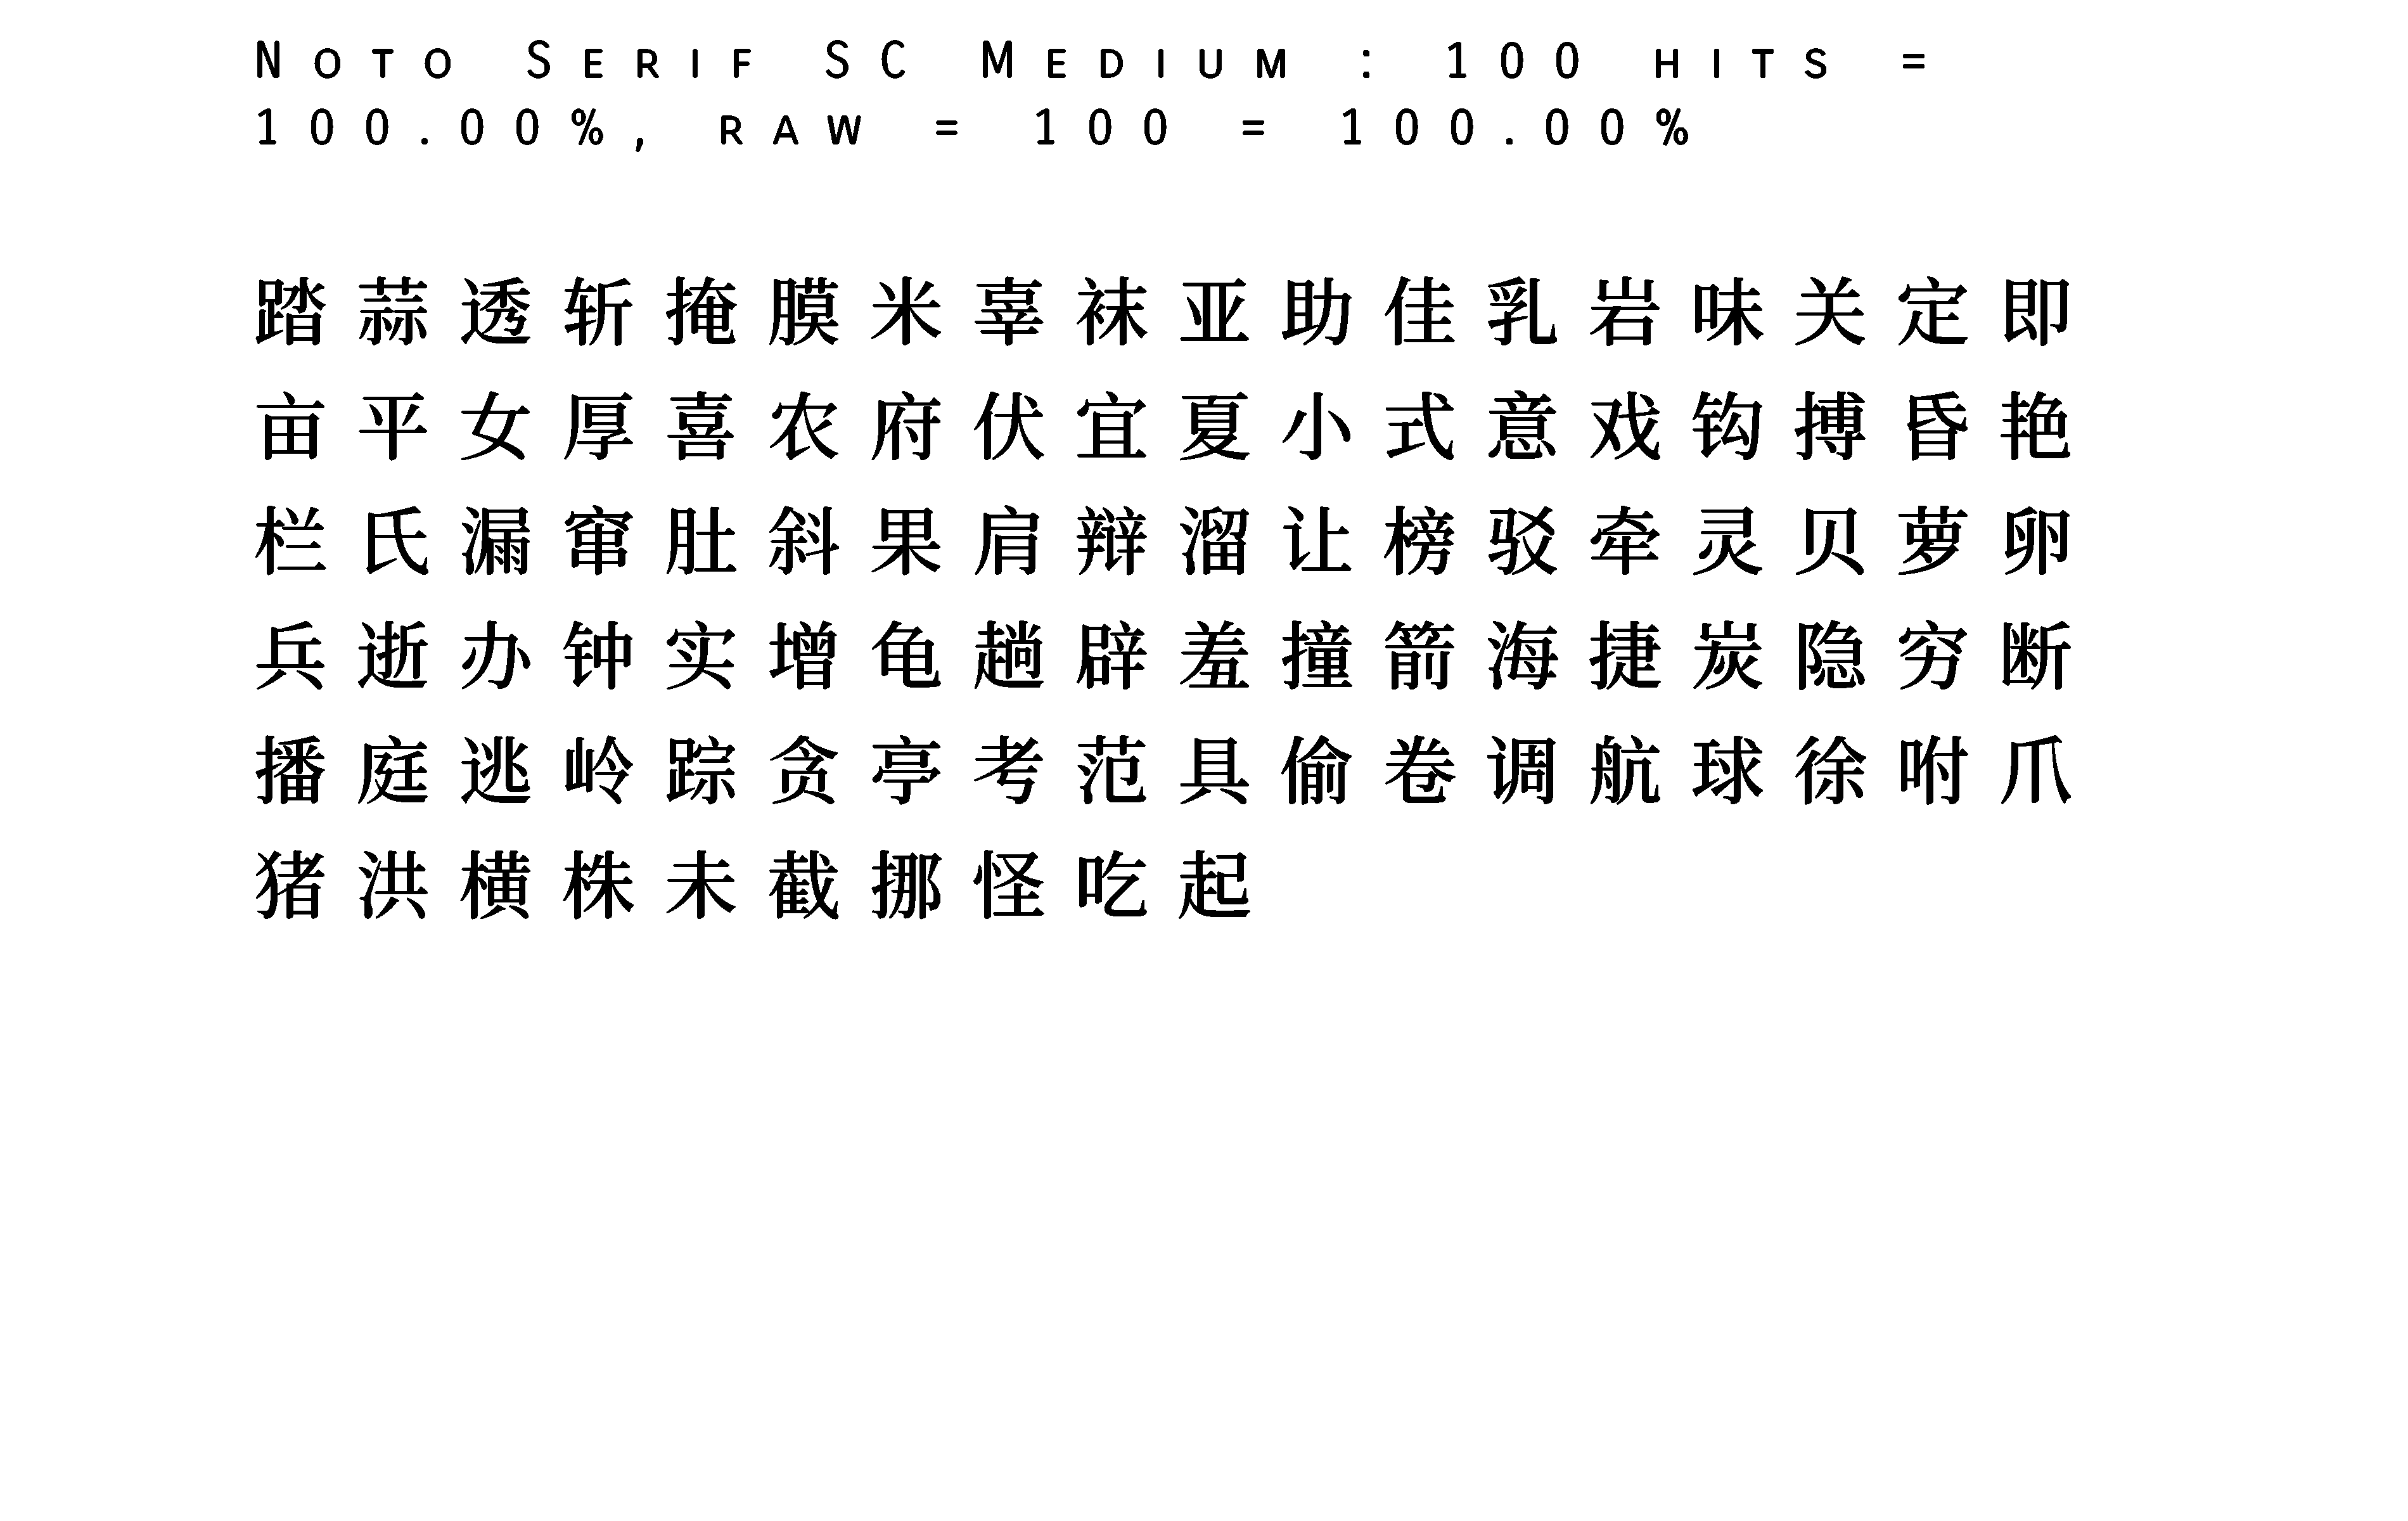 Noto Serif SC Medium : 100 hits =
100.00%, raw = 100 = 100.00%
踏蒜透斩掩膜米辜袜亚助佳乳岩味关定即
亩平女厚喜农府伏宜夏小式意戏钩搏昏艳
栏氏漏窜肚斜果肩辩溜让榜驳牵灵贝萝卵
兵逝办钟实增龟趟辟羞撞箭海捷炭隐穷断
播庭逃岭踪贪亭考范具偷卷调航球徐咐爪
猪洪横株未截挪怪吃起